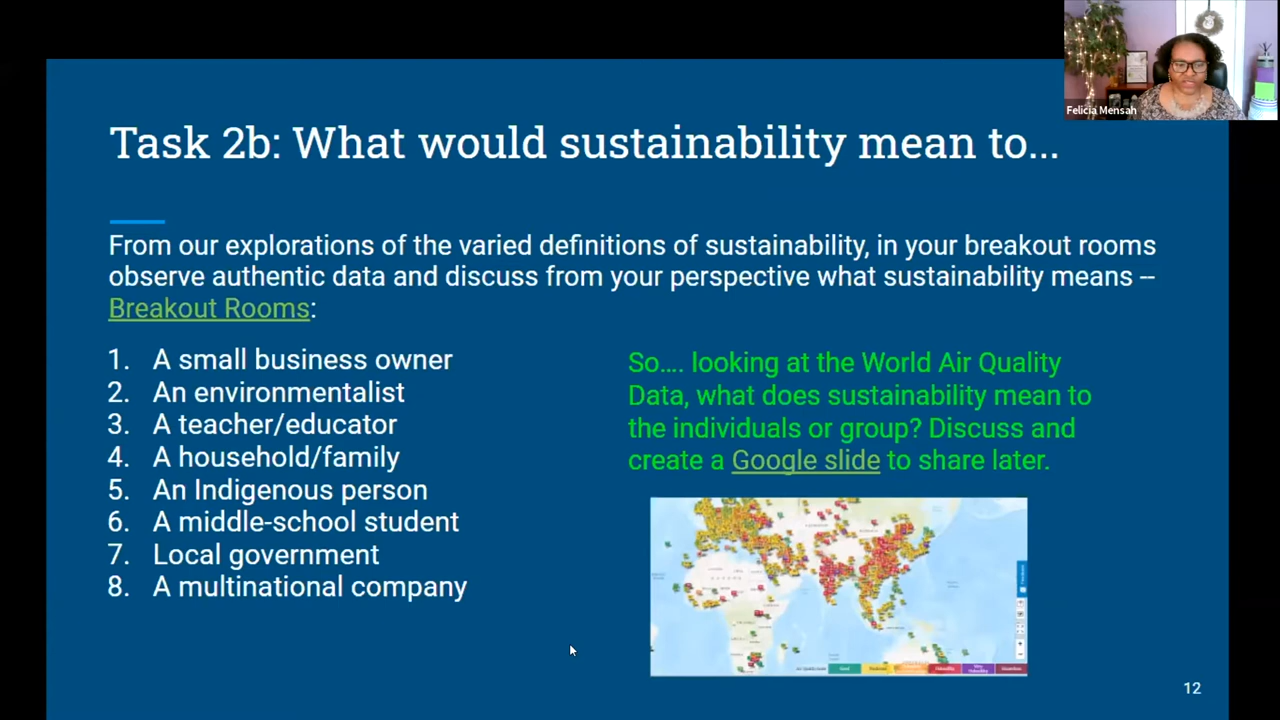 Felicia Mensah
Task 2b: What would sustainability mean to...
From our explorations of the varied definitions of sustainability, in your breakout rooms
observe authentic data and discuss from your perspective what sustainability means --
Breakout Rooms:
1. A small business owner
2. An environmentalist
3. A teacher/educator
4. A household/family
5. An Indigenous person
6. A middle-school student
7. Local government
8. A multinational company
So.... looking at the World Air Quality
Data, what does sustainability mean to
the individuals or group? Discuss and
create a Google slide to share later.
12